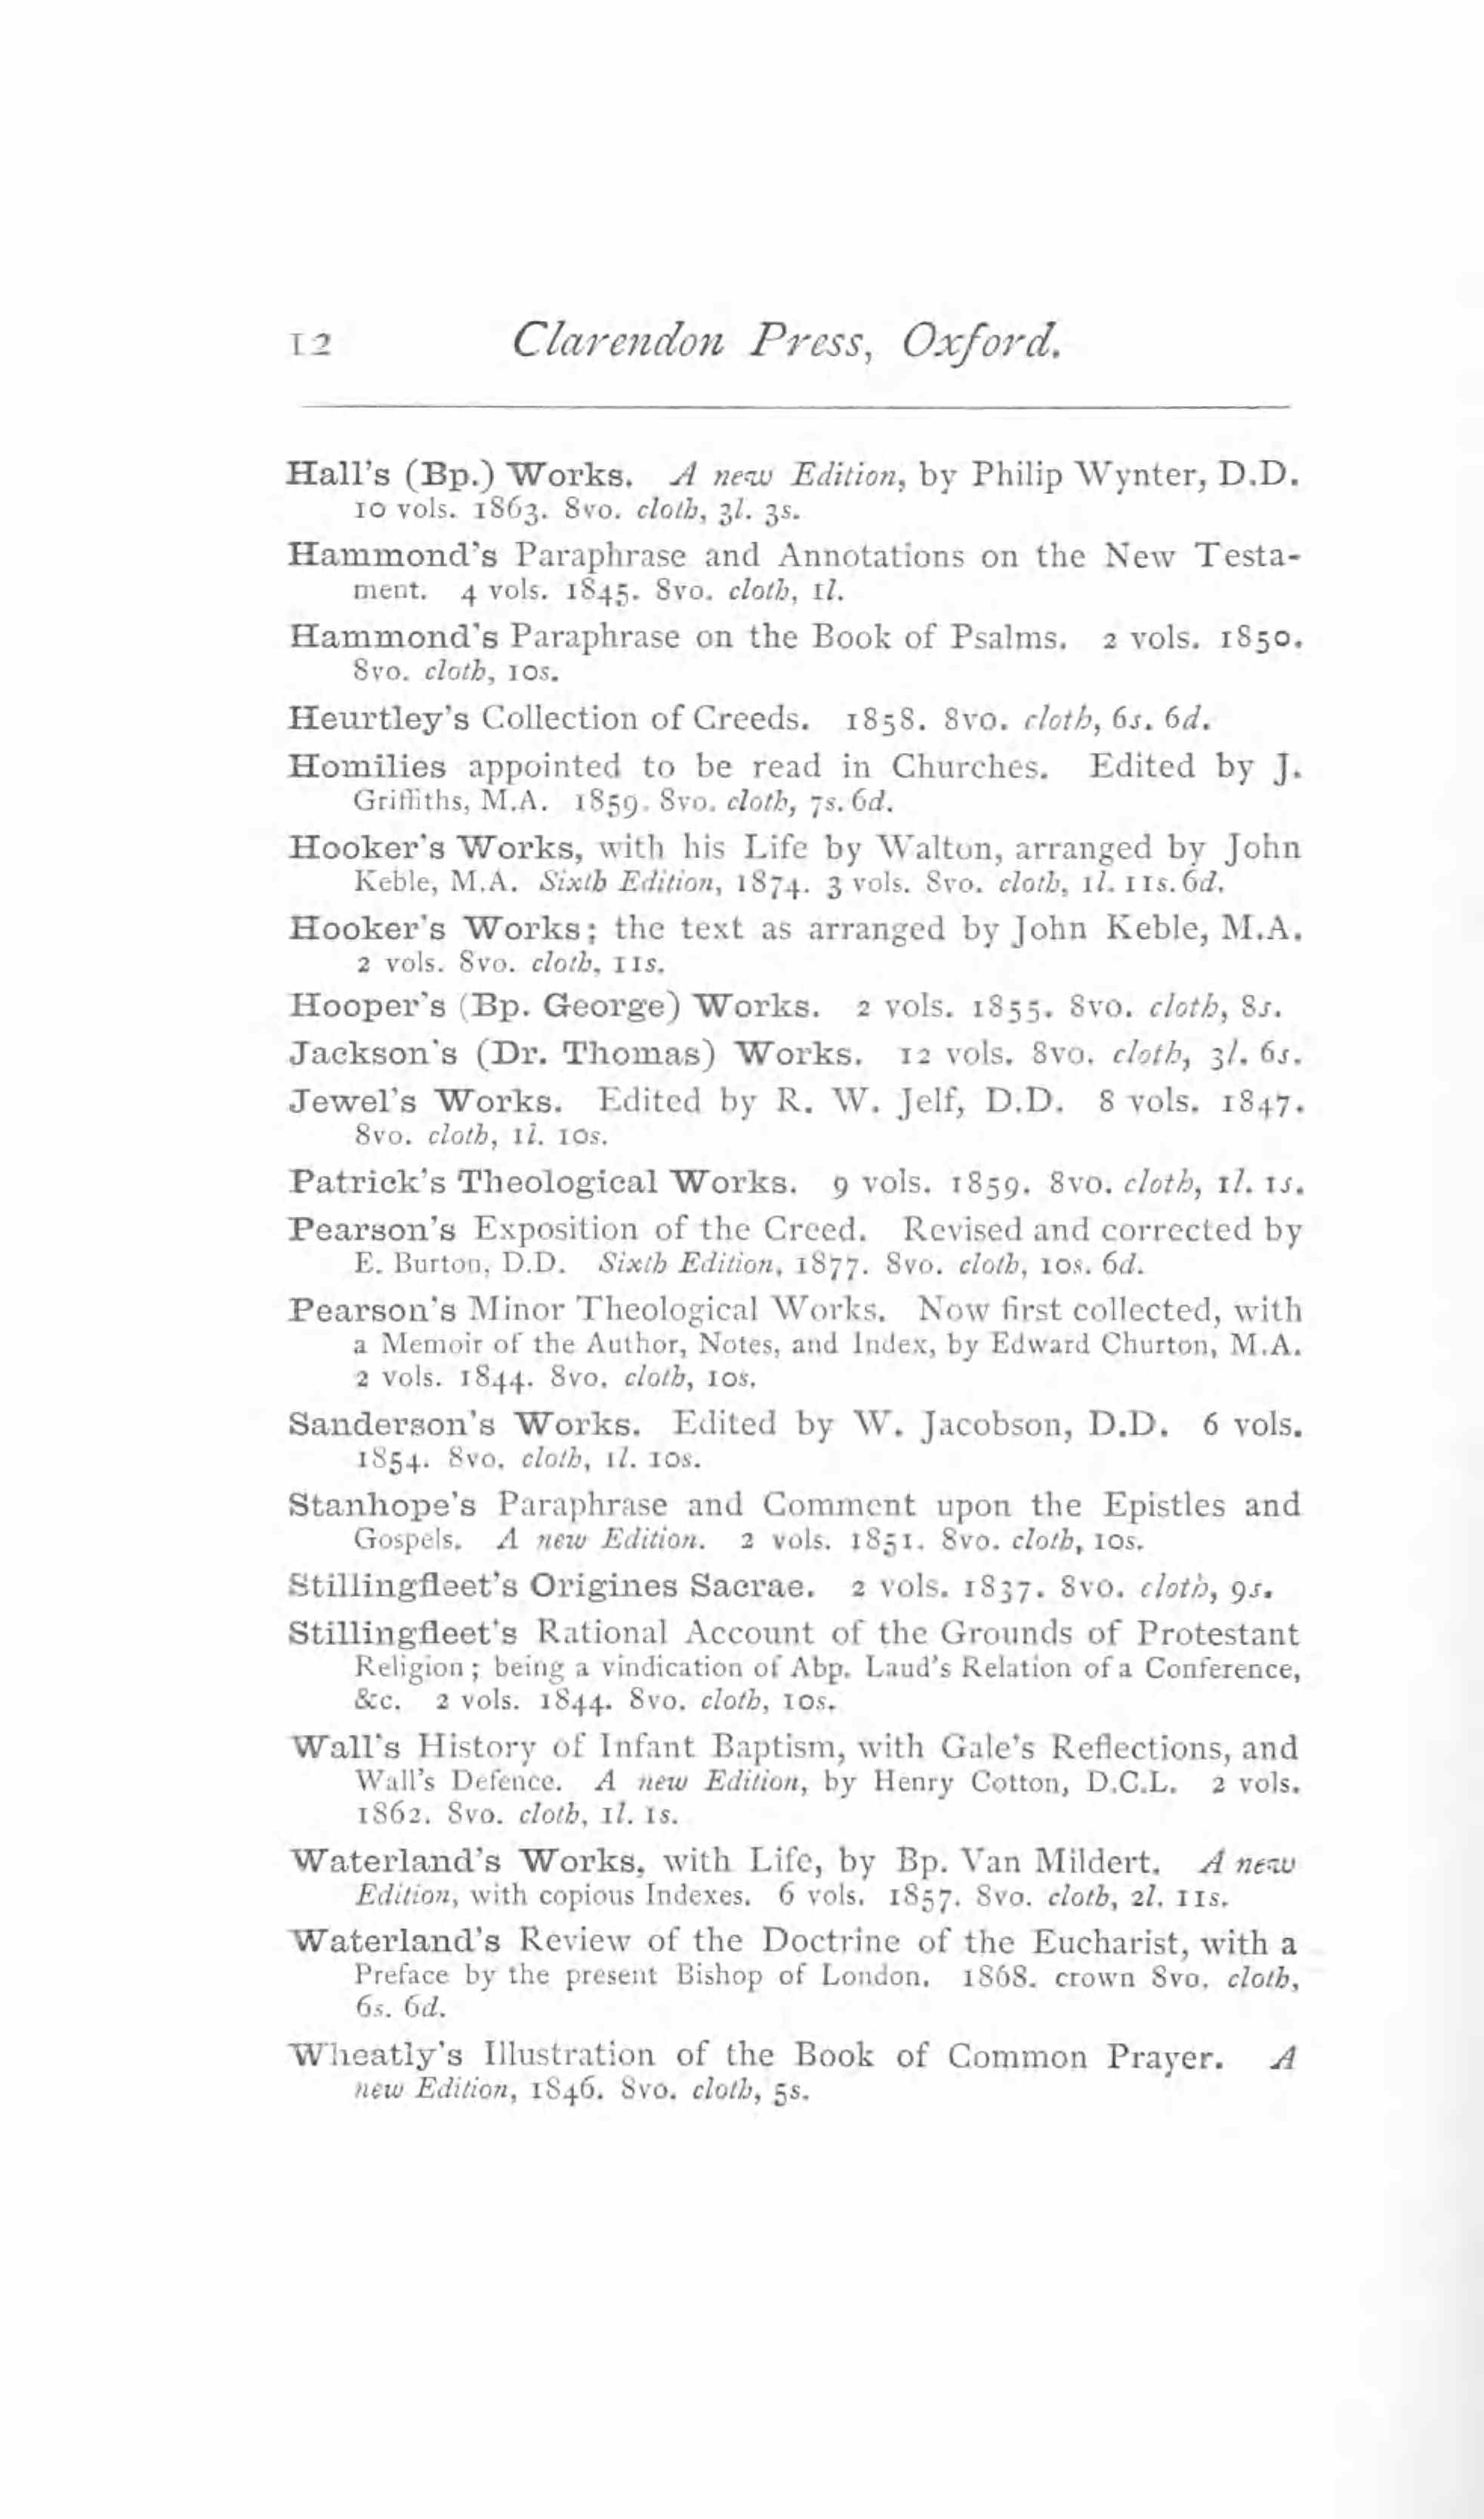 12 Clarendon Press, Oxford.
Hall's (Bp.) Works. A new Edition, by Philip Wynter, D.D.
10 vols. 1863. 8vo. cloth, 3l. 3s.
Hammond's Paraphrase and Annotations on the New Testa-
ment. 4 vols. 1845. 8vo. cloth, 1l.
Hammond's Paraphrase on the Book of Psalms. 2 vols. 1850.
8vo. cloth, 10s.
Heurtley's Collection of Creeds. 1858. 8vo. cloth, 6s. 6d.
Homilies appointed to be read in Churches. Edited by J.
Griffiths, M.A. 1859. 8vo. cloth, 7s. 6d.
Hooker's Works, with his Life by Walton, arranged by John
Keble, M.A. Sixth Edition, 1874. 3 vols. 8vo. cloth, 1l. 11s. 6d.
Hooker's Works; the text as arranged by John Keble, M.A.
2 vols. 8vo. cloth, 11s.
Hooper's (Bp. George) Works. 2 vols. 1855. 8vo. cloth, 8s.
Jackson's (Dr. Thomas) Works. 12 vols. 8vo. cloth, 3l. 6s.
Jewel's Works. Edited by R. W. Jelf, D.D. 8 vols. 1847.
8vo. cloth, 1l. 10s.
Patrick's Theological Works. 9 vols. 1859. 8vo. cloth, 1l. 1s.
Pearson's Exposition of the Creed. Revised and corrected by
E. Burton, D.D. Sixth Edition, 1877. 8vo. cloth, 10s. 6d.
Pearson's Minor Theological Works. Now first collected, with
a Memoir of the Author, Notes, and Index, by Edward Churton, M.A.
2 vols. 1844. 8vo. cloth, 10s.
Sanderson's Works. Edited by W. Jacobson, D.D. 6 vols.
1854. 8vo. cloth, 1l. 10s.
Stanhope's Paraphrase and Comment upon the Epistles and
Gospels. A new Edition. 2 vols. 1851. 8vo. cloth, 10s.
Stillingfleet's Origines Sacrae. 2 vols. 1837. 8vo. cloth, 9s.
Stillingfleet's Rational Account of the Grounds of Protestant
Religion; being a vindication of Abp. Laud's Relation of a Conference,
&c. 2 vols. 1844. 8vo. cloth, 10s.
Wall's History of Infant Baptism, with Gale's Reflections, and
Wall's Defence. A new Edition, by Henry Cotton, D.C.L. 2 vols.
1862. 8vo. cloth, 1l. 1s.
Waterland's Works, with Life, by Bp. Van Mildert. A new
Edition, with copious Indexes. 6 vols. 1857. 8vo. cloth, 2l. 11s.
Waterland's Review of the Doctrine of the Eucharist, with a
Preface by the present Bishop of London. 1868. crown 8vo. cloth,
6s. 6d.
Wheatly's Illustration of the Book of Common Prayer. A
new Edition, 1846. 8vo. cloth, 5s.